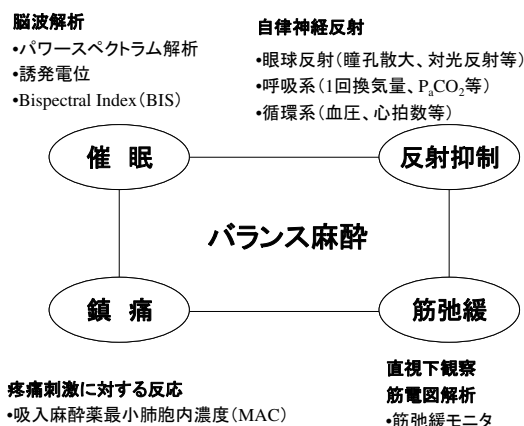 脳波解析
•パワースペクトラム解析
•誘発電位
•Bispectral Index（BIS）
自律神経反射
•眼球反射（瞳孔散大、対光反射等）
•呼吸系（1回換気量、PaCO2等）
•循環系（血圧、心拍数等）
催 眠
反射抑制
バランス麻酔
鎮 痛
筋弛緩
疼痛刺激に対する反応
•吸入麻酔薬最小肺胞内濃度（MAC）
直視下観察
筋電図解析
•筋弛緩モニタ